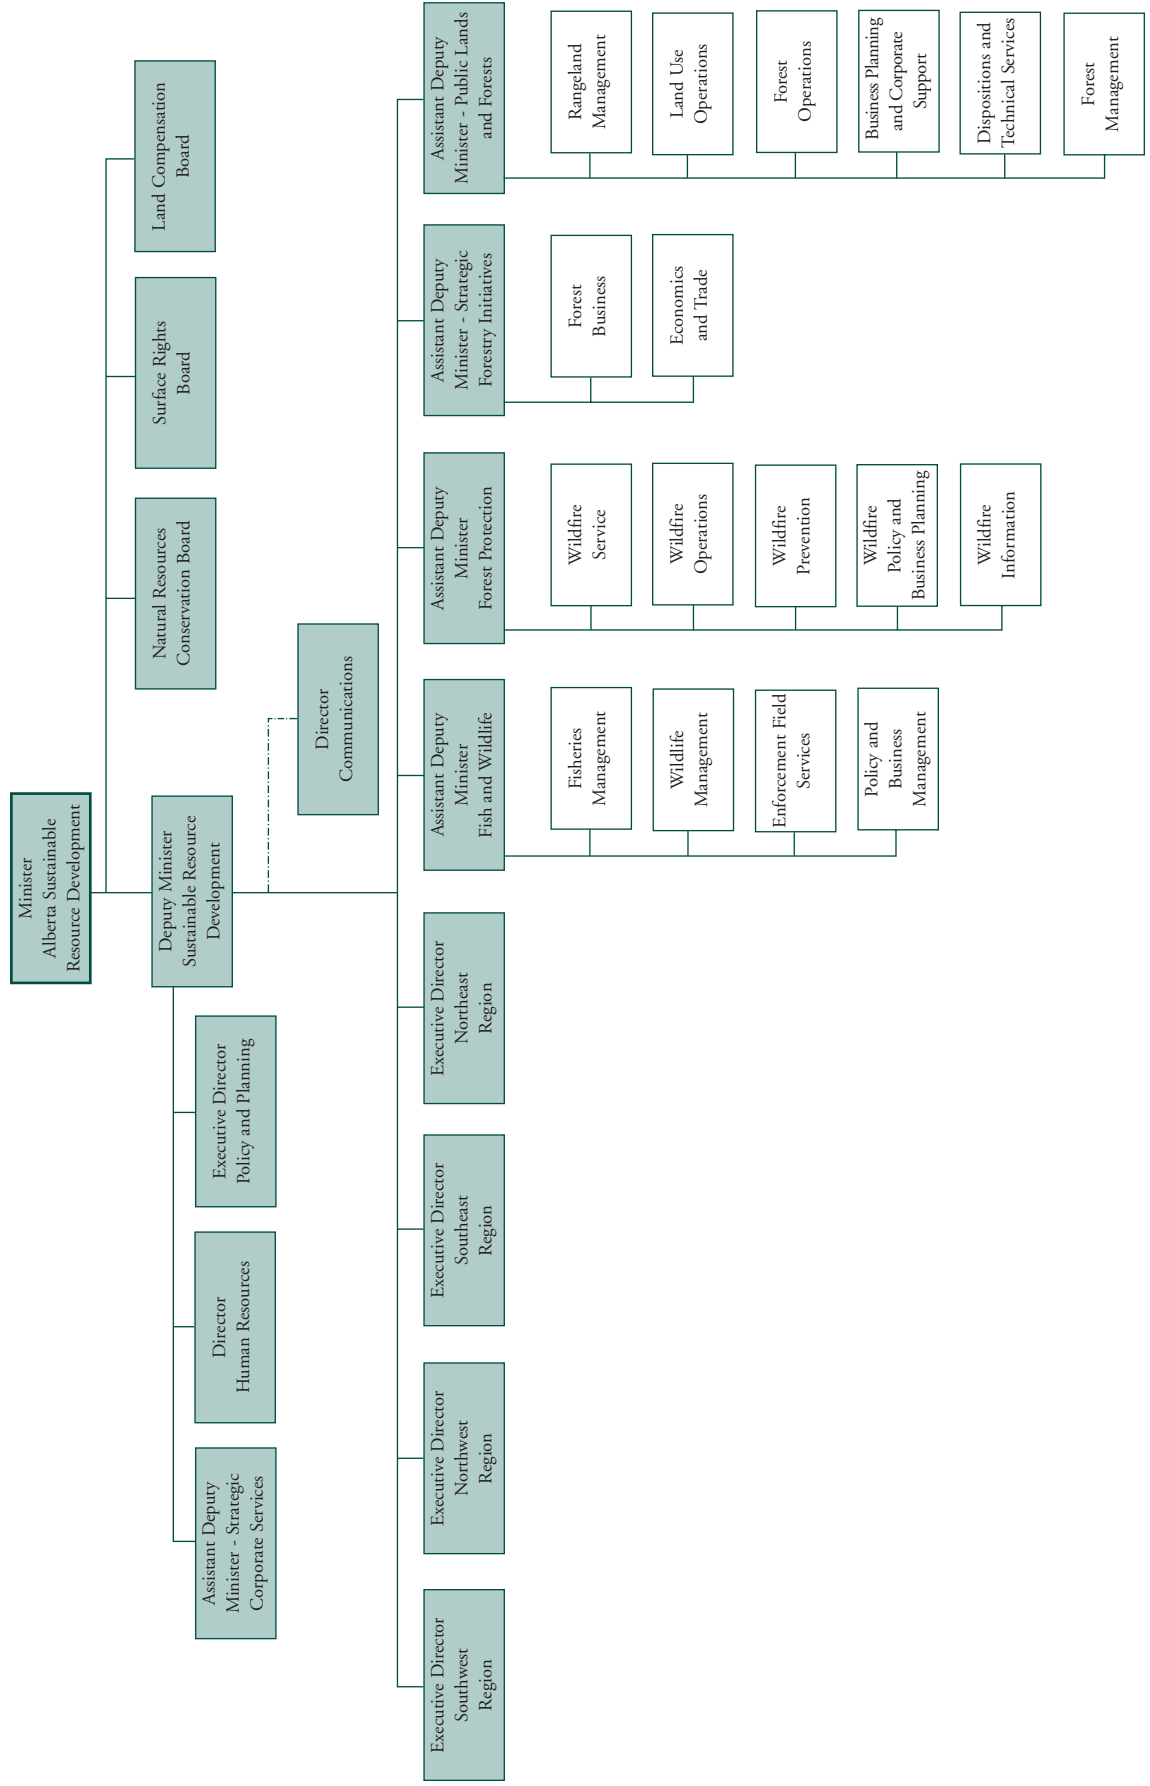 Minister
Alberta Sustainable
Resource Development
Natural Resources
Conservation Board
Surface Rights
Board
Land Compensation
Board
Deputy Minister
Sustainable Resource
Development
Assistant Deputy
Minister - Strategic
Corporate Services
Director
Human Resources
Executive Director
Policy and Planning
Director
Communications
Executive Director
Southwest
Region
Executive Director
Northwest
Region
Executive Director
Southeast
Region
Executive Director
Northeast
Region
Assistant Deputy
Minister
Fish and Wildlife
Fisheries
Management
Wildlife
Management
Enforcement Field
Services
Policy and
Business
Management
Assistant Deputy
Minister
Forest Protection
Wildfire
Service
Wildfire
Operations
Wildfire
Prevention
Wildfire
Policy and
Business Planning
Wildfire
Information
Assistant Deputy
Minister - Strategic
Forestry Initiatives
Forest
Business
Economics
and Trade
Assistant Deputy
Minister - Public Lands
and Forests
Rangeland
Management
Land Use
Operations
Forest
Operations
Business Planning
and Corporate
Support
Dispositions and
Technical Services
Forest
Management